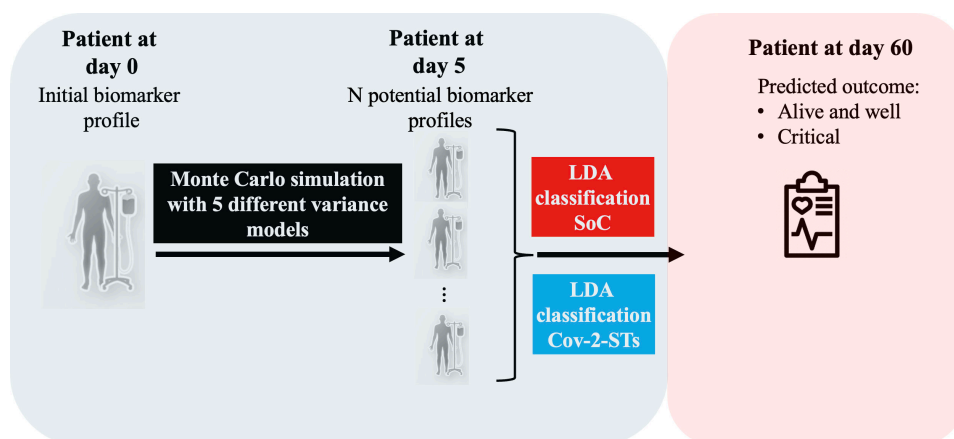 Patient at
day 0
Initial biomarker
profile
Monte Carlo simulation
with 5 different variance
models
Patient at
day 5
N potential biomarker
profiles
...
LDA
classification
SoC
LDA
classification
Cov-2-STs
Patient at day 60
Predicted outcome:
• Alive and well
• Critical